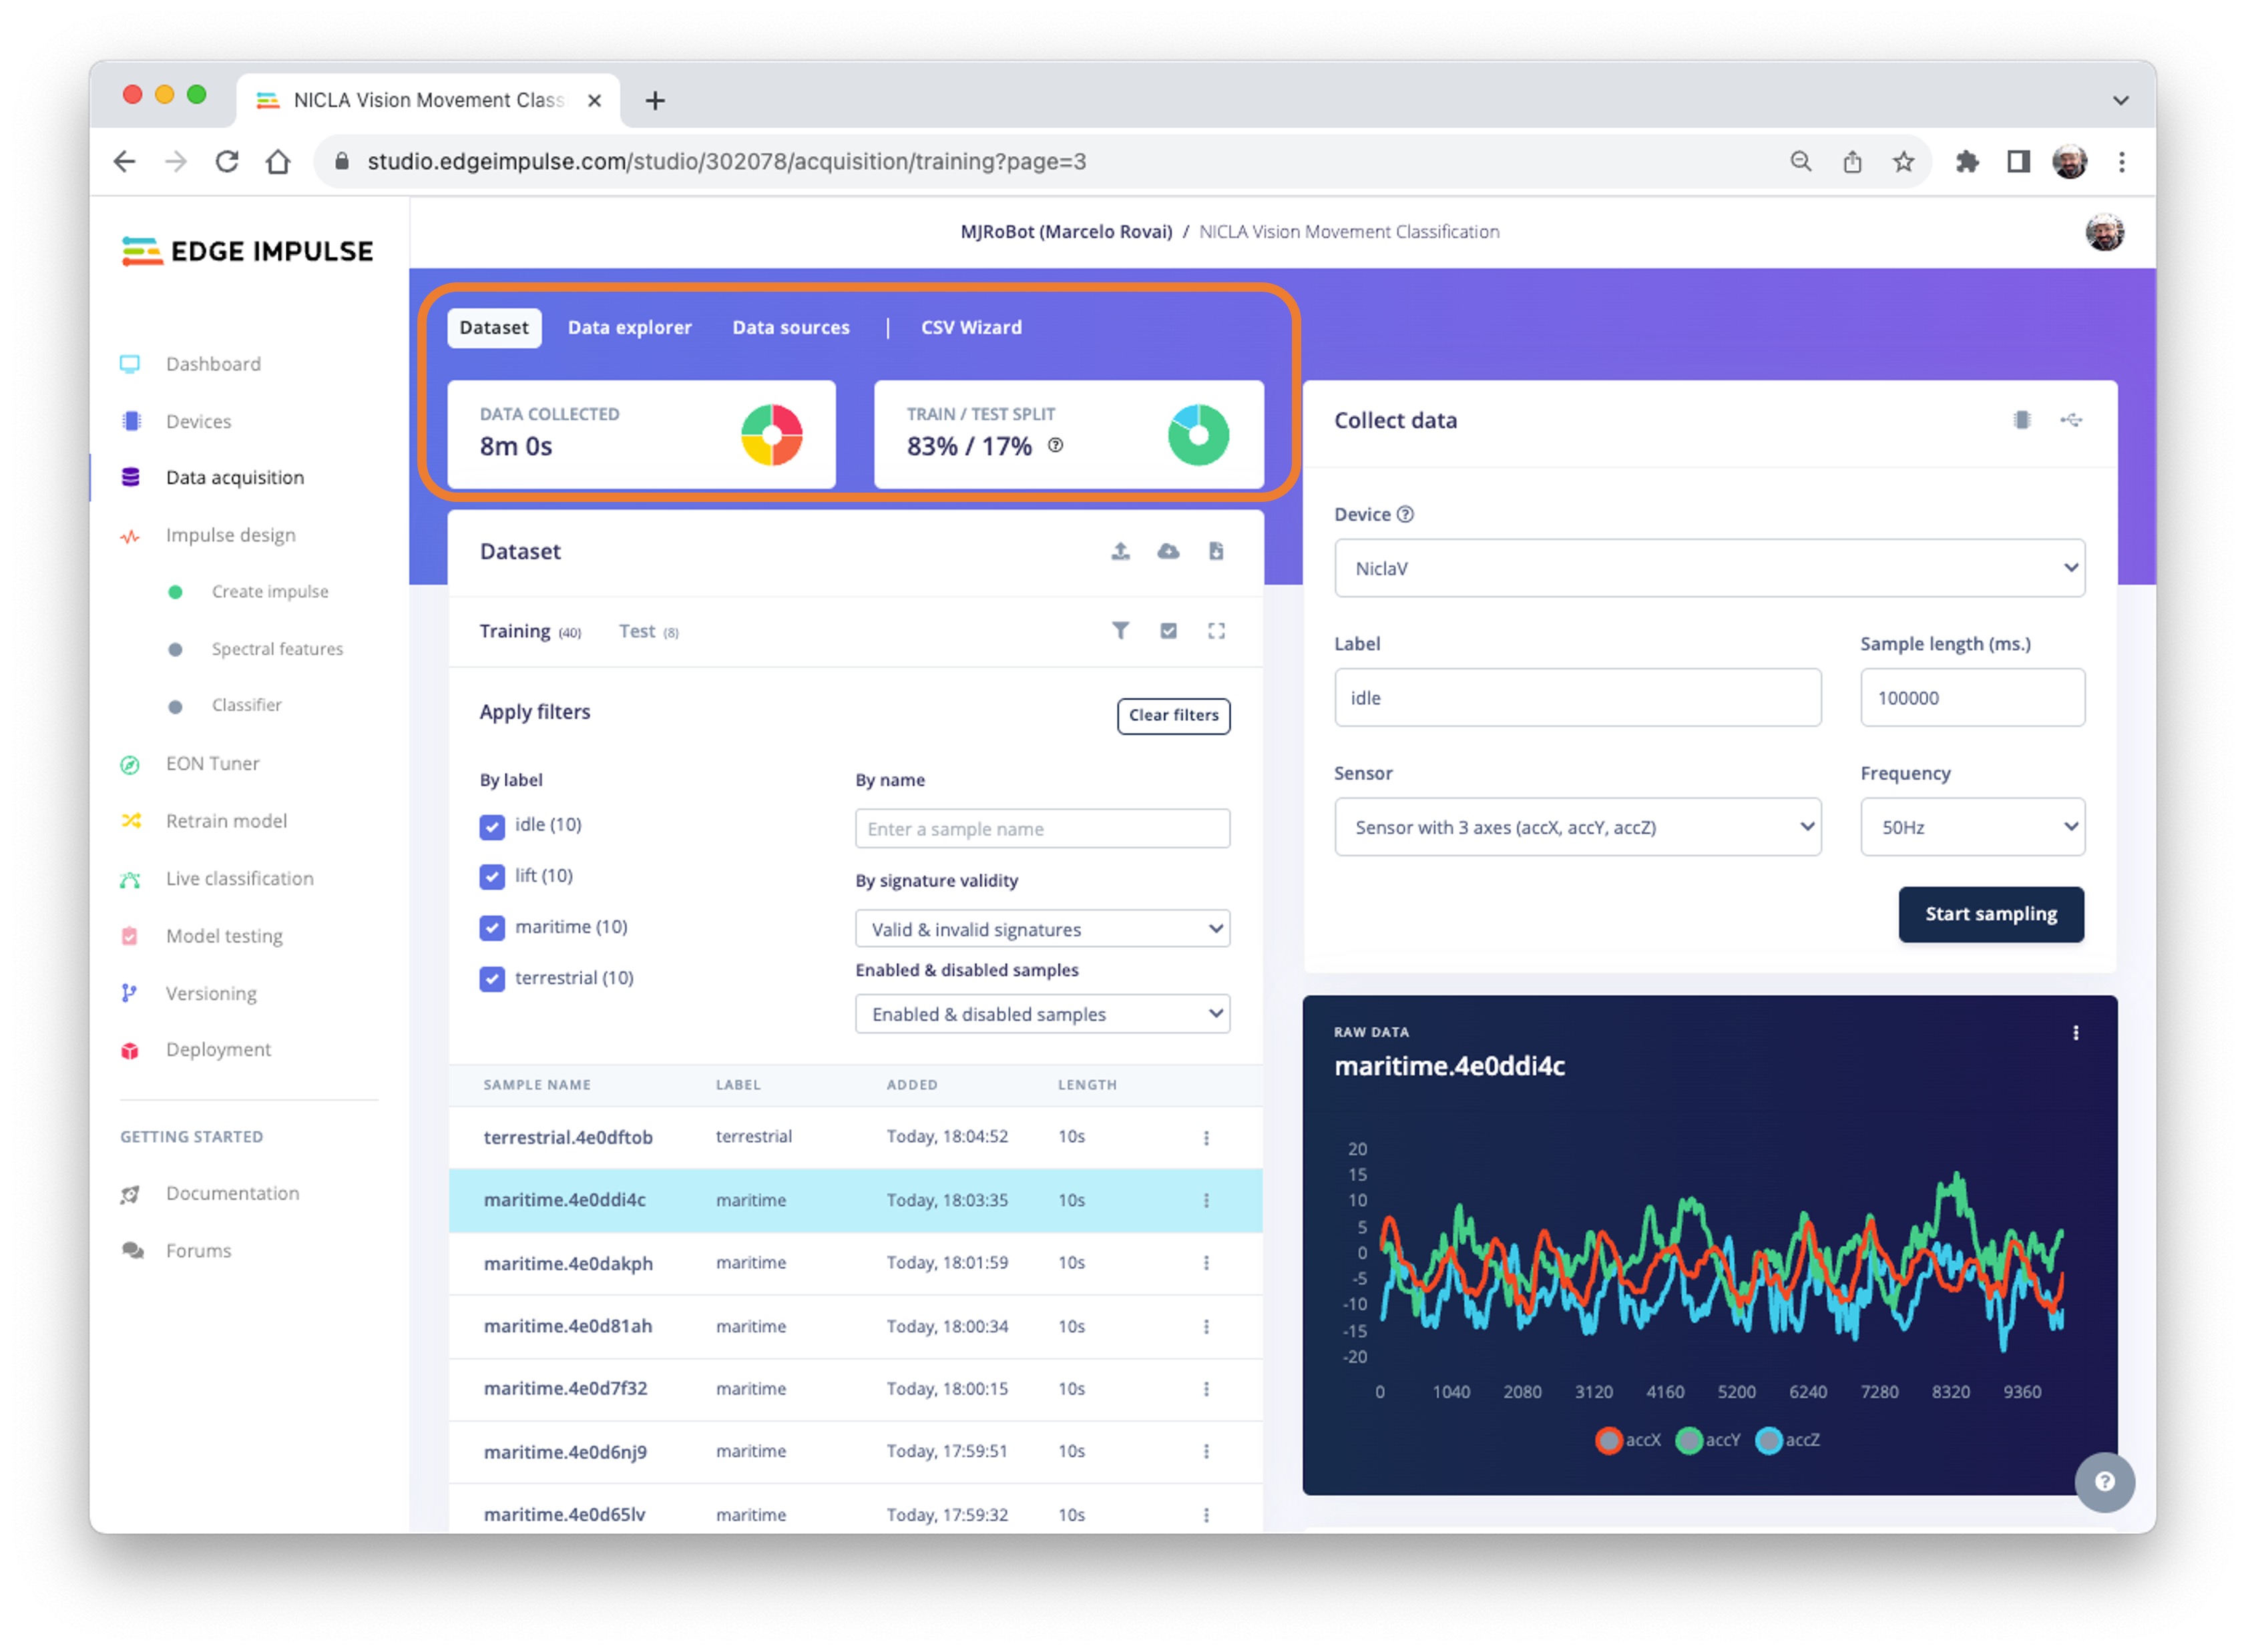 NICLA Vision Movement Class
studio.edgeimpulse.com/studio/302078/acquisition/training?page=3
EDGE IMPULSE
MJRoBot (Marcelo Rovai) / NICLA Vision Movement Classification
Dashboard
Devices
Data acquisition
Impulse design
Create impulse
Spectral features
Classifier
EON Tuner
Retrain model
Live classification
Model testing
Versioning
Deployment
GETTING STARTED
Documentation
Forums
Dataset Data explorer Data sources | CSV Wizard
DATA COLLECTED
8m 0s
TRAIN / TEST SPLIT
83% / 17%
Dataset
Training (40) Test (8)
Apply filters
Clear filters
By label
idle (10)
lift (10)
maritime (10)
terrestrial (10)
By name
Enter a sample name
By signature validity
Valid & invalid signatures
Enabled & disabled samples
Enabled & disabled samples
SAMPLE NAME LABEL ADDED LENGTH
terrestrial.4e0dftob terrestrial Today, 18:04:52 10s
maritime.4e0ddi4c maritime Today, 18:03:35 10s
maritime.4e0dakph maritime Today, 18:01:59 10s
maritime.4e0d81ah maritime Today, 18:00:34 10s
maritime.4e0d7f32 maritime Today, 18:00:15 10s
maritime.4e0d6nj9 maritime Today, 17:59:51 10s
maritime.4e0d65lv maritime Today, 17:59:32 10s
Collect data
Device
NiclaV
Label Sample length (ms.)
idle 100000
Sensor Frequency
Sensor with 3 axes (accX, accY, accZ) 50Hz
Start sampling
RAW DATA
maritime.4e0ddi4c
20
15
10
5
0
-5
-10
-15
-20
0 1040 2080 3120 4160 5200 6240 7280 8320 9360
accX accY accZ